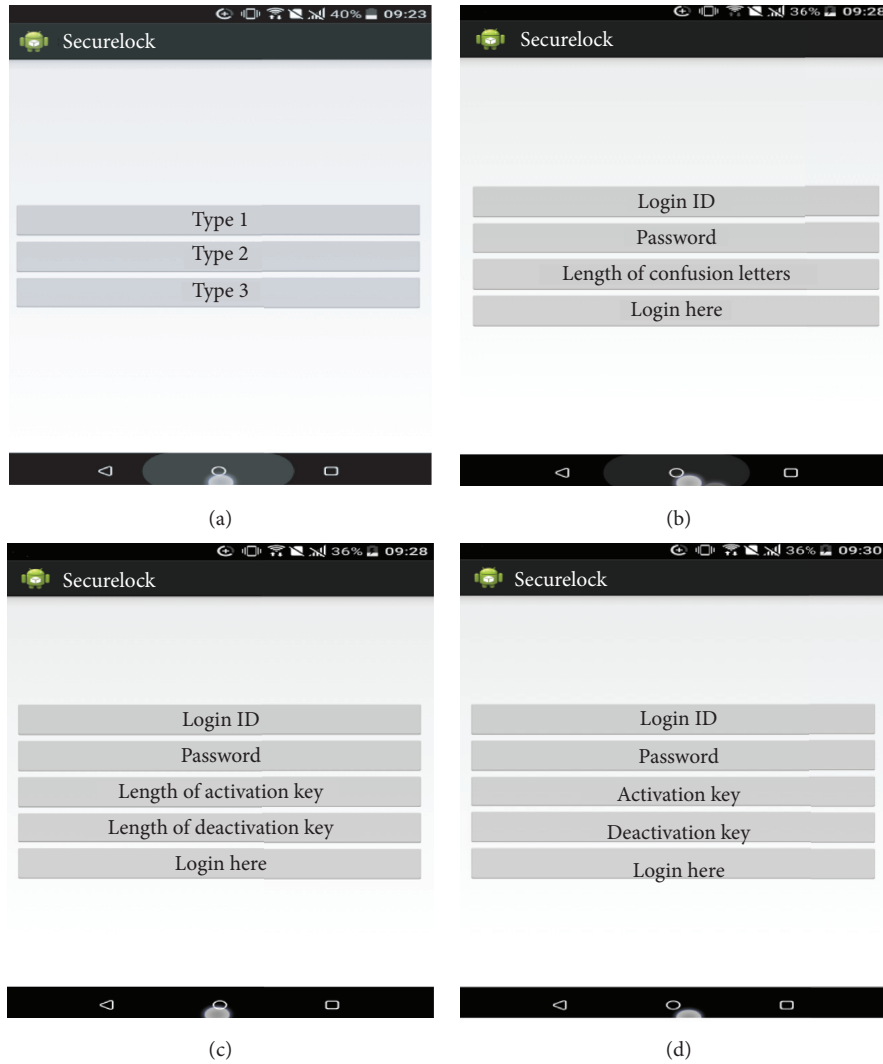 40% 09:23
Securelock
Type 1
Type 2
Type 3
(a)
36% 09:28
Securelock
Login ID
Password
Length of confusion letters
Login here
(b)
36% 09:28
Securelock
Login ID
Password
Length of activation key
Length of deactivation key
Login here
(c)
36% 09:30
Securelock
Login ID
Password
Activation key
Deactivation key
Login here
(d)